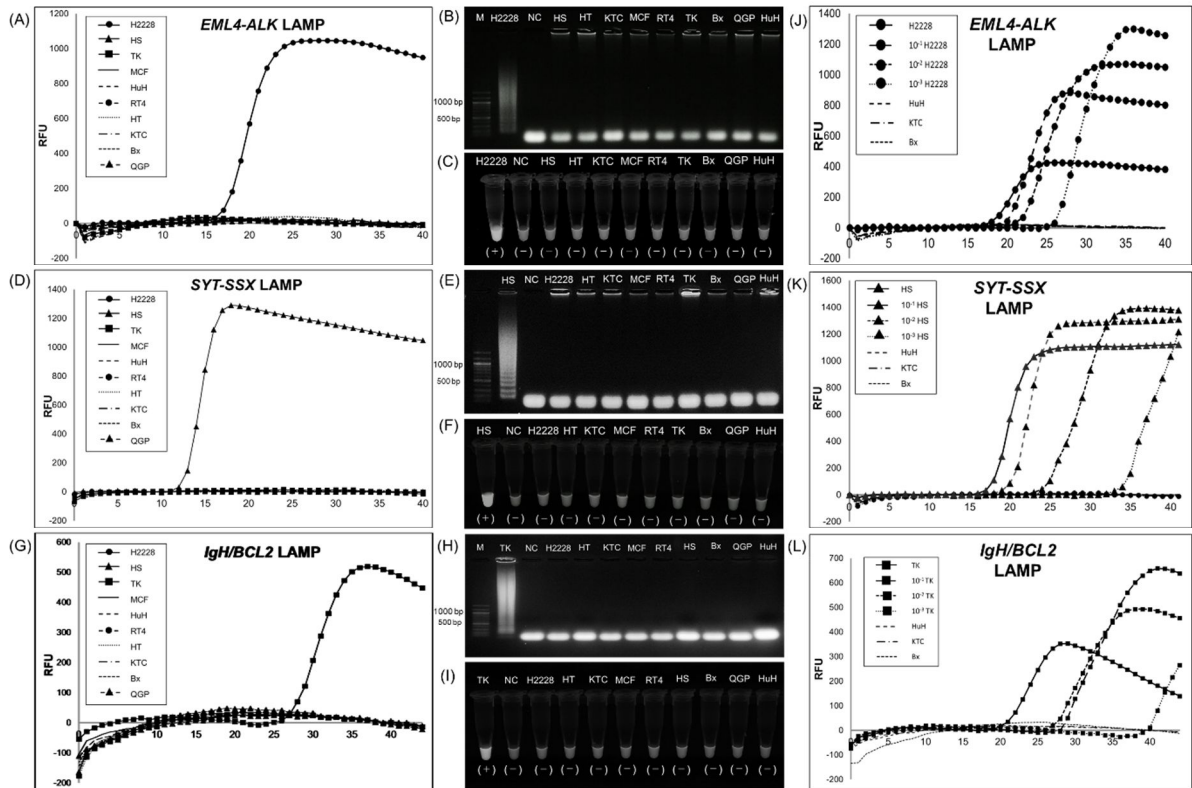 (A)
EML4-ALK LAMP
1200
1000
800
600
400
200
0
-200
RFU
0 5 10 15 20 25 30 35 40
H2228
HS
TK
MCF
HuH
RT4
HT
KTC
Bx
QGP
(B)
M H2228 NC HS HT KTC MCF RT4 TK Bx QGP HuH
1000 bp
500 bp
(C)
H2228 NC HS HT KTC MCF RT4 TK Bx QGP HuH
(+) (−) (−) (−) (−) (−) (−) (−) (−) (−) (−)
(D)
SYT-SSX LAMP
1400
1200
1000
800
600
400
200
0
-200
RFU
0 5 10 15 20 25 30 35 40
H2228
HS
TK
MCF
HuH
RT4
HT
KTC
Bx
QGP
(E)
HS NC H2228 HT KTC MCF RT4 TK Bx QGP HuH
1000 bp
500 bp
(F)
HS NC H2228 HT KTC MCF RT4 TK Bx QGP HuH
(+) (−) (−) (−) (−) (−) (−) (−) (−) (−) (−)
(G)
IgH/BCL2 LAMP
600
500
400
300
200
100
0
-100
-200
RFU
0 5 10 15 20 25 30 35 40
H2228
HS
TK
MCF
HuH
RT4
HT
KTC
Bx
QGP
(H)
M TK NC H2228 HT KTC MCF RT4 HS Bx QGP HuH
1000 bp
500 bp
(I)
TK NC H2228 HT KTC MCF RT4 HS Bx QGP HuH
(+) (−) (−) (−) (−) (−) (−) (−) (−) (−) (−)
(J)
EML4-ALK
LAMP
1400
1200
1000
800
600
400
200
0
-200
RFU
0 5 10 15 20 25 30 35 40
H2228
10-1 H2228
10-2 H2228
10-3 H2228
HuH
KTC
Bx
(K)
SYT-SSX
LAMP
1600
1400
1200
1000
800
600
400
200
0
-200
RFU
0 5 10 15 20 25 30 35 40
HS
10-1 HS
10-2 HS
10-3 HS
HuH
KTC
Bx
(L)
IgH/BCL2
LAMP
700
600
500
400
300
200
100
0
-100
-200
RFU
0 5 10 15 20 25 30 35 40
TK
10-1 TK
10-2 TK
10-3 TK
HuH
KTC
Bx